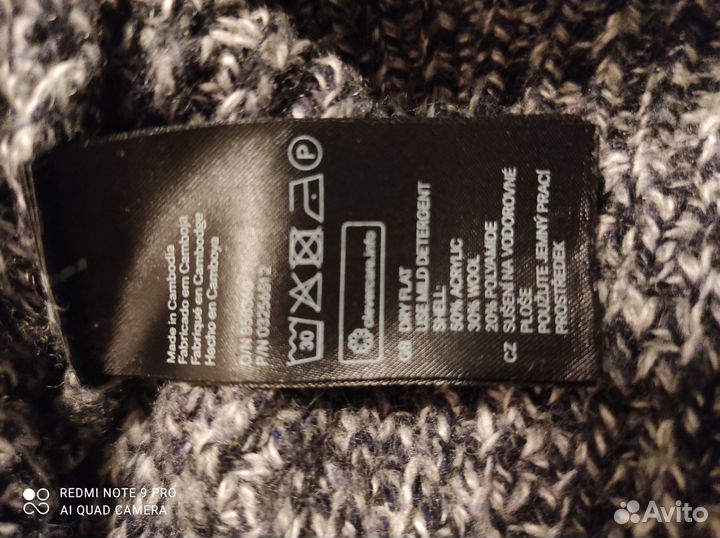 Made in Cambodia
Fabricado em Camboja
Fabriqué en Cambodge
Hecho en Camboya
P/N 03256512
30
P
clevercare.info
GB DRY FLAT
USE MILD DETERGENT
SHELL:
50% ACRYLIC
30% WOOL
20% POLYAMIDE
CZ SUŠENÍ NA VODOROVNÉ
PLOŠE
POUŽIJTE JEMNÝ PRACÍ
PROSTŘEDEK
REDMI NOTE 9 PRO
AI QUAD CAMERA
Avito